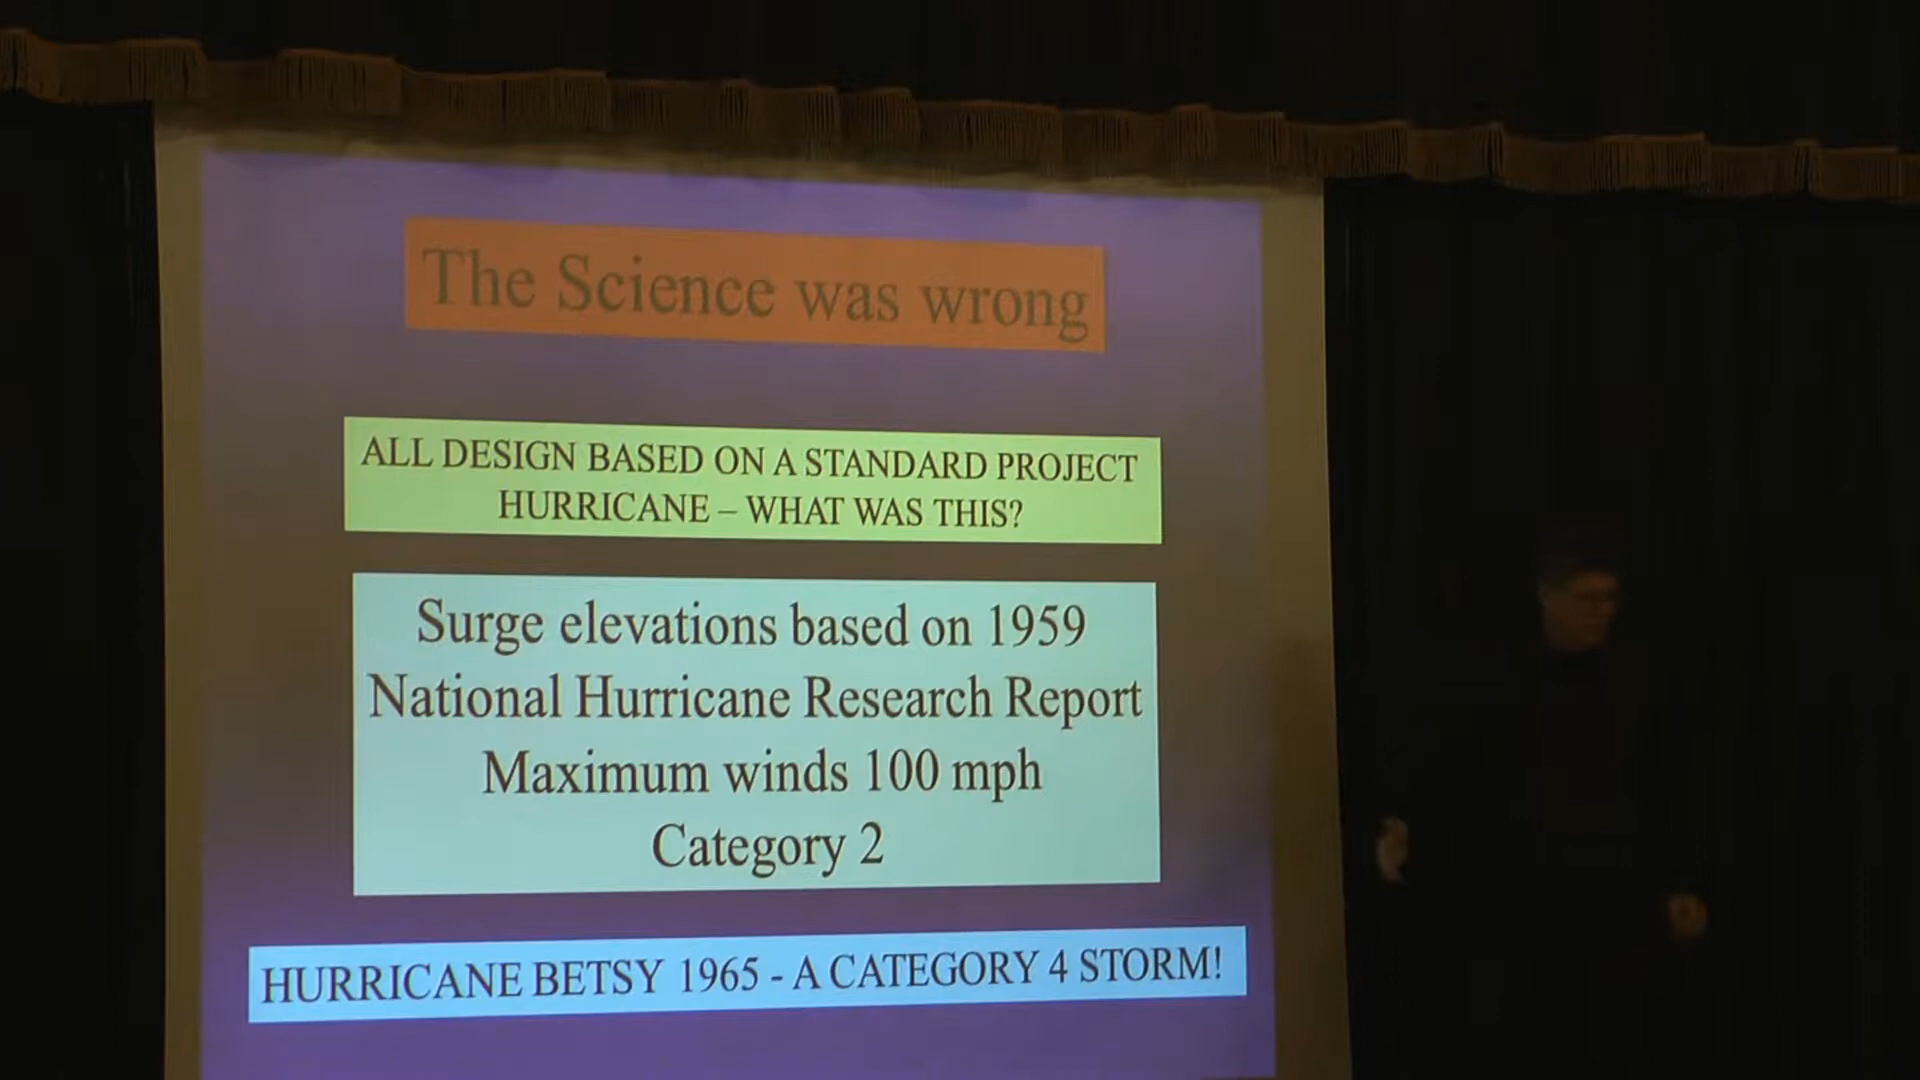 The Science was wrong
ALL DESIGN BASED ON A STANDARD PROJECT
HURRICANE – WHAT WAS THIS?
Surge elevations based on 1959
National Hurricane Research Report
Maximum winds 100 mph
Category 2
HURRICANE BETSY 1965 - A CATEGORY 4 STORM!